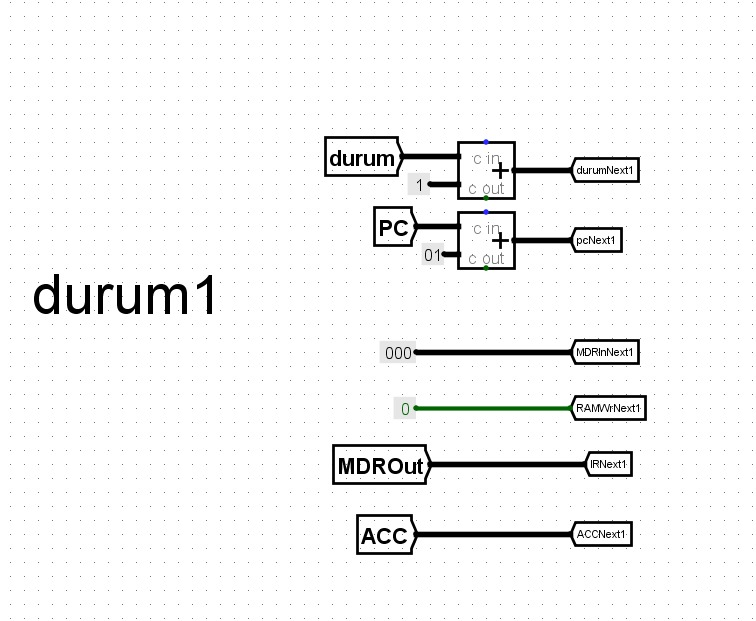 durum
c in
+
durumNext1
1
c out
PC
c in
+
pcNext1
01
c out
durum1
000
MDRInNext1
0
RAMWrNext1
MDROut
IRNext1
ACC
ACCNext1